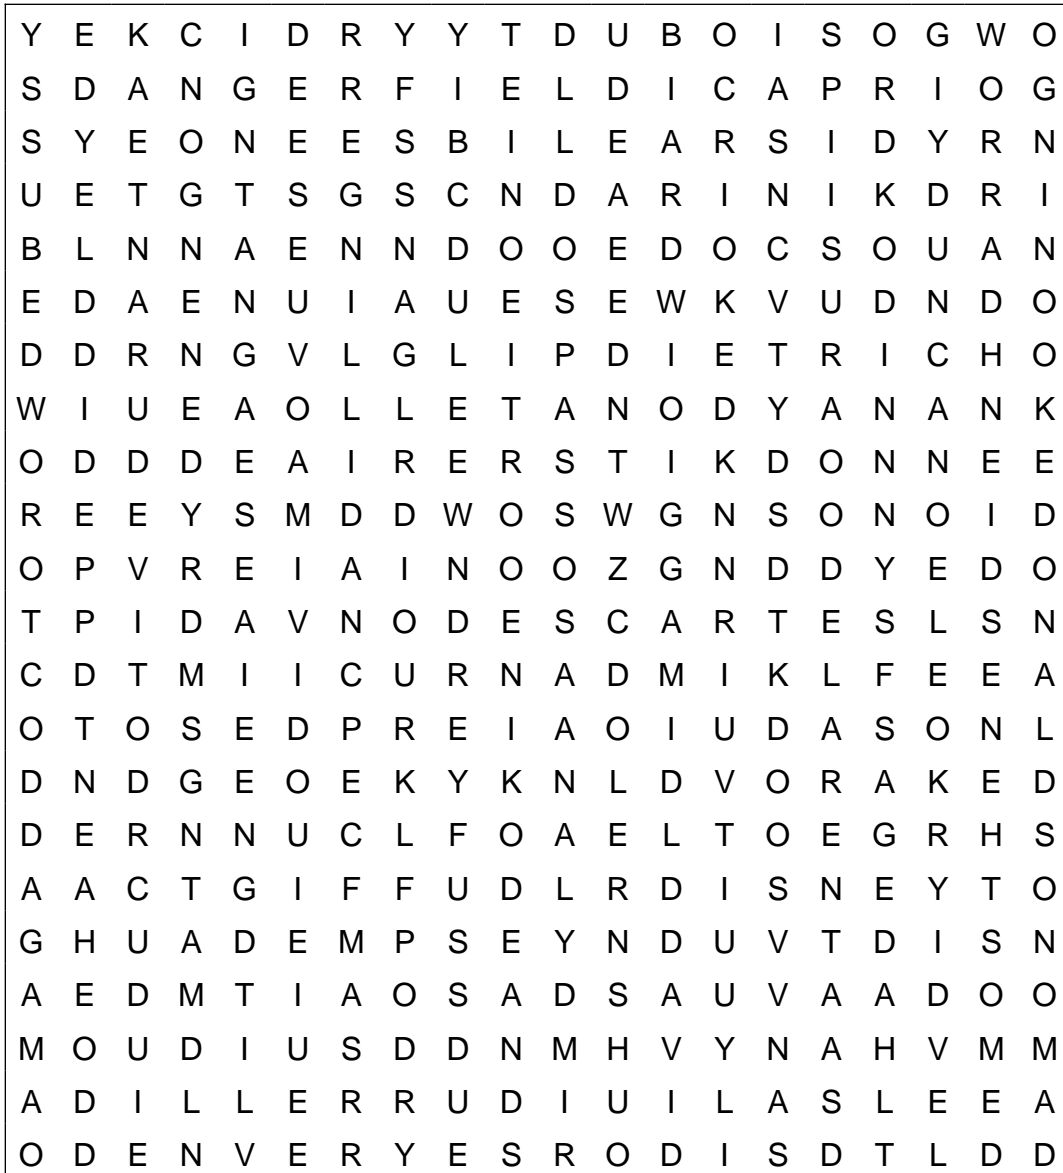 Y E K C I D R Y Y T D U B O I S O G W O
S D A N G E R F I E L D I C A P R I O G
S Y E O N E E S B I L E A R S I D Y R N
U E T G T S G S C N D A R I N I K D R I
B L N N A E N N D O O E D O C S O U A N
E D A E N U I A U E S E W K V U D N D O
D D R N G V L G L I P D I E T R I C H O
W I U E A O L L E T A N O D Y A N A N K
O D D D E A I R E R S T I K D O N N E E
R E E Y S M D D W O S W G N S O N O I D
O P V R E I A I N O O Z G N D D Y E D O
T P I D A V N O D E S C A R T E S L S N
C D T M I I C U R N A D M I K L F E E A
O T O S E D P R E I A O I U D A S O N L
D N D G E O E K Y K N L D V O R A K E D
D E R N N U C L F O A E L T O E G R H S
A A C T G I F F U D L R D I S N E Y T O
G H U A D E M P S E Y N D U V T D I S N
A E D M T I A O S A D S A U V A A D O O
M O U D I U S D D N M H V Y N A H V M M
A D I L L E R R U D I U I L A S L E E A
O D E N V E R Y E S R O D I S D T L D D